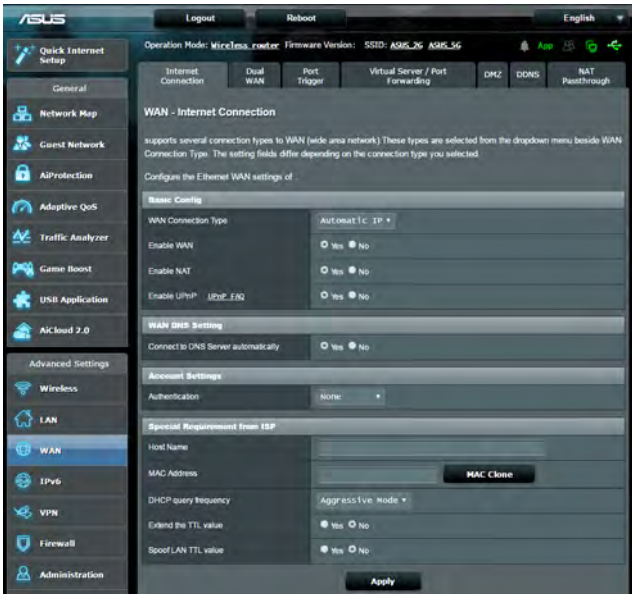 ASUS
Logout
Reboot
English
Quick Internet Setup
Operation Mode: Wireless router Firmware Version: SSID: ASUS_2G ASUS_5G
App
General
Internet Connection
Dual WAN
Port Trigger
Virtual Server / Port Forwarding
DMZ
DDNS
NAT Passthrough
Network Map
Guest Network
AiProtection
Adaptive QoS
Traffic Analyzer
Game Boost
USB Application
AiCloud 2.0
Advanced Settings
Wireless
LAN
WAN
IPv6
VPN
Firewall
Administration
WAN - Internet Connection
supports several connection types to WAN (wide area network) These types are selected from the dropdown menu beside WAN
Connection Type. The setting fields differ depending on the connection type you selected.
Configure the Ethernet WAN settings of
Basic Config
WAN Connection Type Automatic IP
Enable WAN Yes No
Enable NAT Yes No
Enable UPnP UPnP FAQ Yes No
WAN DNS Setting
Connect to DNS Server automatically Yes No
Account Settings
Authentication None
Special Requirement from ISP
Host Name
MAC Address MAC Clone
DHCP query frequency Aggressive Mode
Extend the TTL value Yes No
Spoof LAN TTL value Yes No
Apply